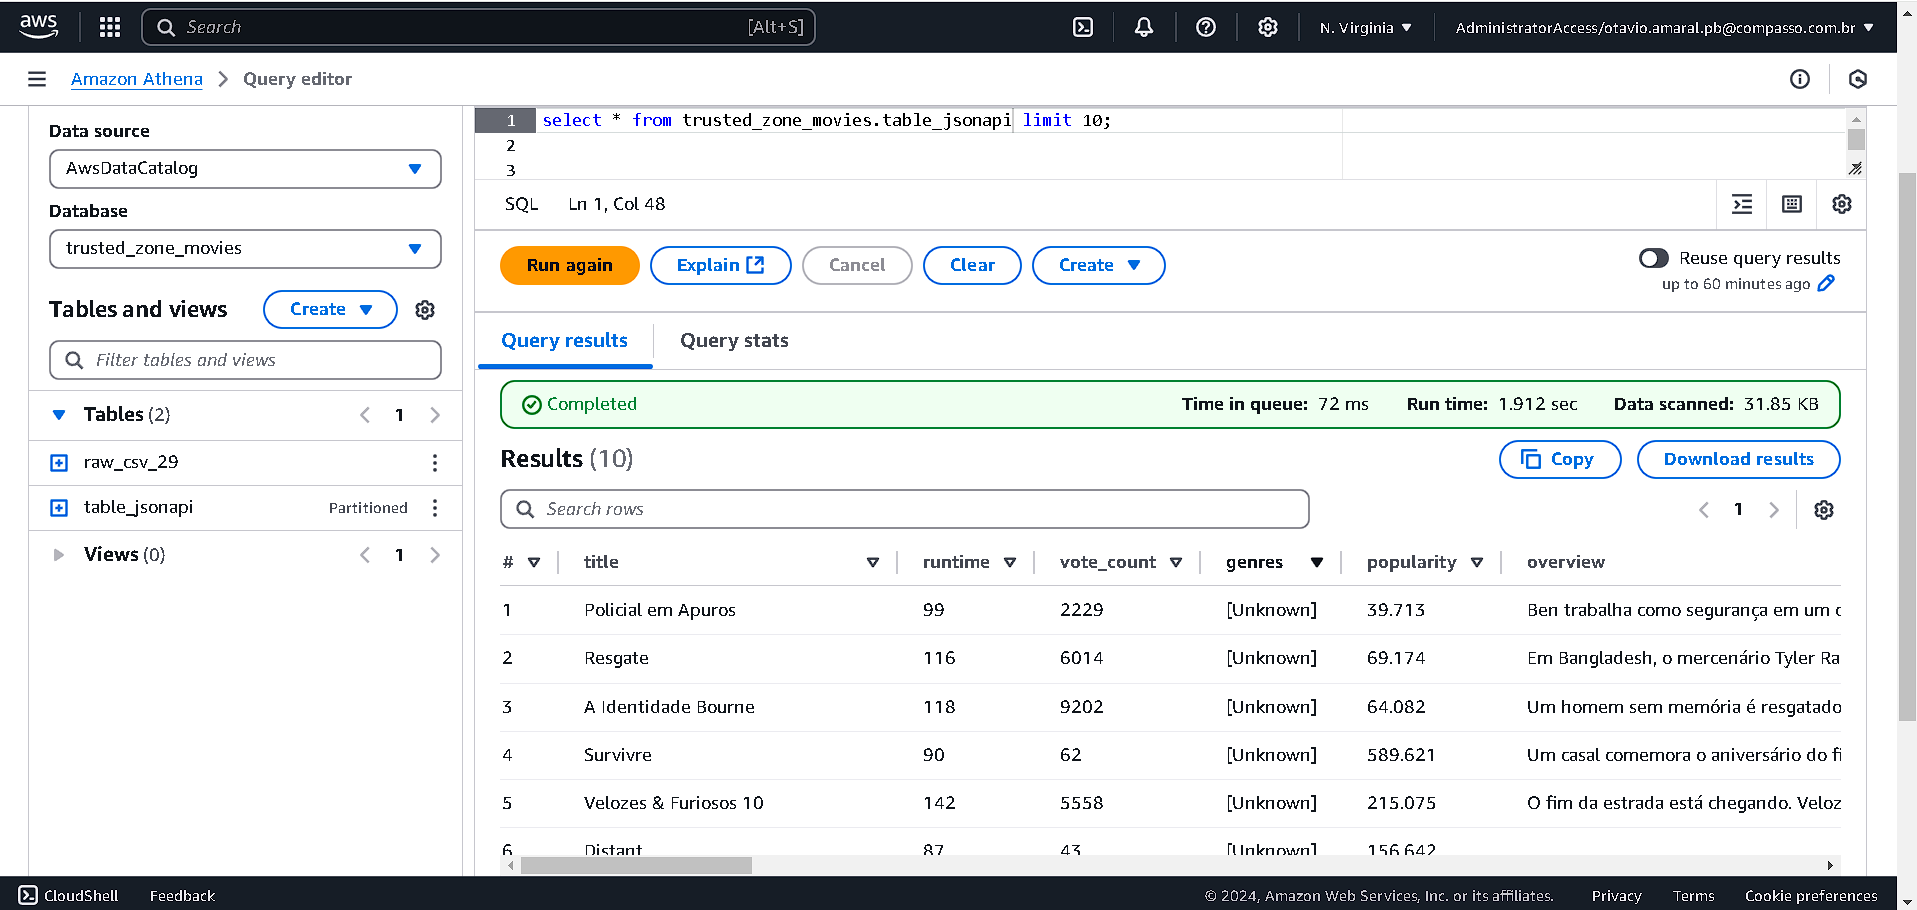 aws
Search [Alt+S]
N. Virginia
AdministratorAccess/otavio.amaral.pb@compasso.com.br
Amazon Athena > Query editor
Data source
AwsDataCatalog
Database
trusted_zone_movies
Tables and views
Create
Filter tables and views
Tables (2) < 1 >
raw_csv_29
table_jsonapi Partitioned
Views (0) < 1 >
1 select * from trusted_zone_movies.table_jsonapi limit 10;
2
3
SQL Ln 1, Col 48
Run again Explain Cancel Clear Create
Reuse query results
up to 60 minutes ago
Query results Query stats
Completed Time in queue: 72 ms Run time: 1.912 sec Data scanned: 31.85 KB
Results (10) Copy Download results
Search rows < 1 >
# title runtime vote_count genres popularity overview
1 Policial em Apuros 99 2229 [Unknown] 39.713 Ben trabalha como segurança em um c
2 Resgate 116 6014 [Unknown] 69.174 Em Bangladesh, o mercenário Tyler Ra
3 A Identidade Bourne 118 9202 [Unknown] 64.082 Um homem sem memória é resgatado
4 Survivre 90 62 [Unknown] 589.621 Um casal comemora o aniversário do fi
5 Velozes & Furiosos 10 142 5558 [Unknown] 215.075 O fim da estrada está chegando. Veloz
6 Distant 87 43 [Unknown] 156.642
CloudShell Feedback © 2024, Amazon Web Services, Inc. or its affiliates. Privacy Terms Cookie preferences